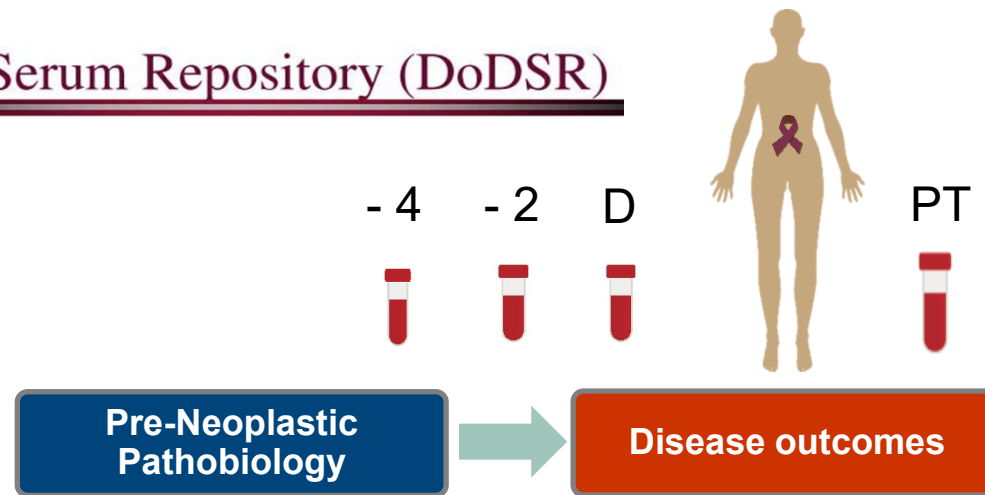 Serum Repository (DoDSR)
- 4 - 2 D PT
Pre-Neoplastic
Pathobiology
Disease outcomes